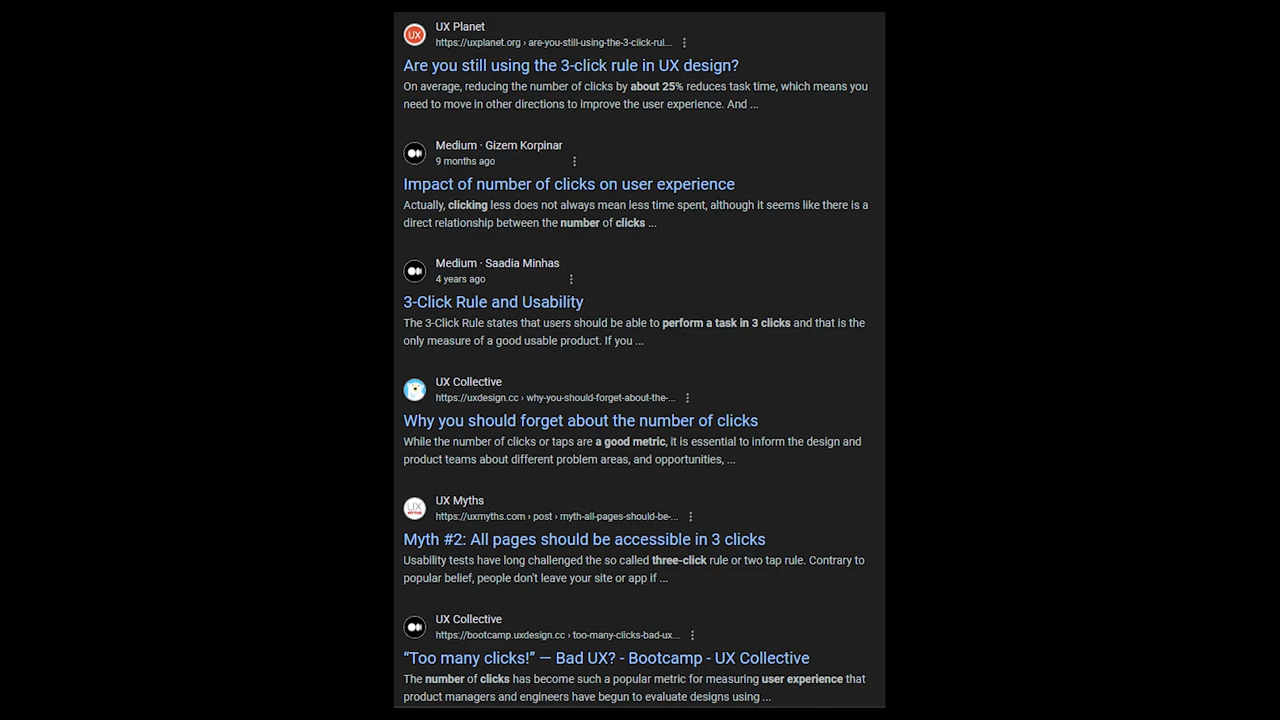 UX Planet
UX
https://uxplanet.org › are-you-still-using-the-3-click-rul...
Are you still using the 3-click rule in UX design?
On average, reducing the number of clicks by about 25% reduces task time, which means you
need to move in other directions to improve the user experience. And ...
Medium · Gizem Korpinar
9 months ago
Impact of number of clicks on user experience
Actually, clicking less does not always mean less time spent, although it seems like there is a
direct relationship between the number of clicks ...
Medium · Saadia Minhas
4 years ago
3-Click Rule and Usability
The 3-Click Rule states that users should be able to perform a task in 3 clicks and that is the
only measure of a good usable product. If you ...
UX Collective
https://uxdesign.cc › why-you-should-forget-about-the-...
Why you should forget about the number of clicks
While the number of clicks or taps are a good metric, it is essential to inform the design and
product teams about different problem areas, and opportunities, ...
UX Myths
UX
MYTHS
https://uxmyths.com › post › myth-all-pages-should-be-...
Myth #2: All pages should be accessible in 3 clicks
Usability tests have long challenged the so called three-click rule or two tap rule. Contrary to
popular belief, people don't leave your site or app if ...
UX Collective
https://bootcamp.uxdesign.cc › too-many-clicks-bad-ux...
“Too many clicks!” — Bad UX? - Bootcamp - UX Collective
The number of clicks has become such a popular metric for measuring user experience that
product managers and engineers have begun to evaluate designs using ...